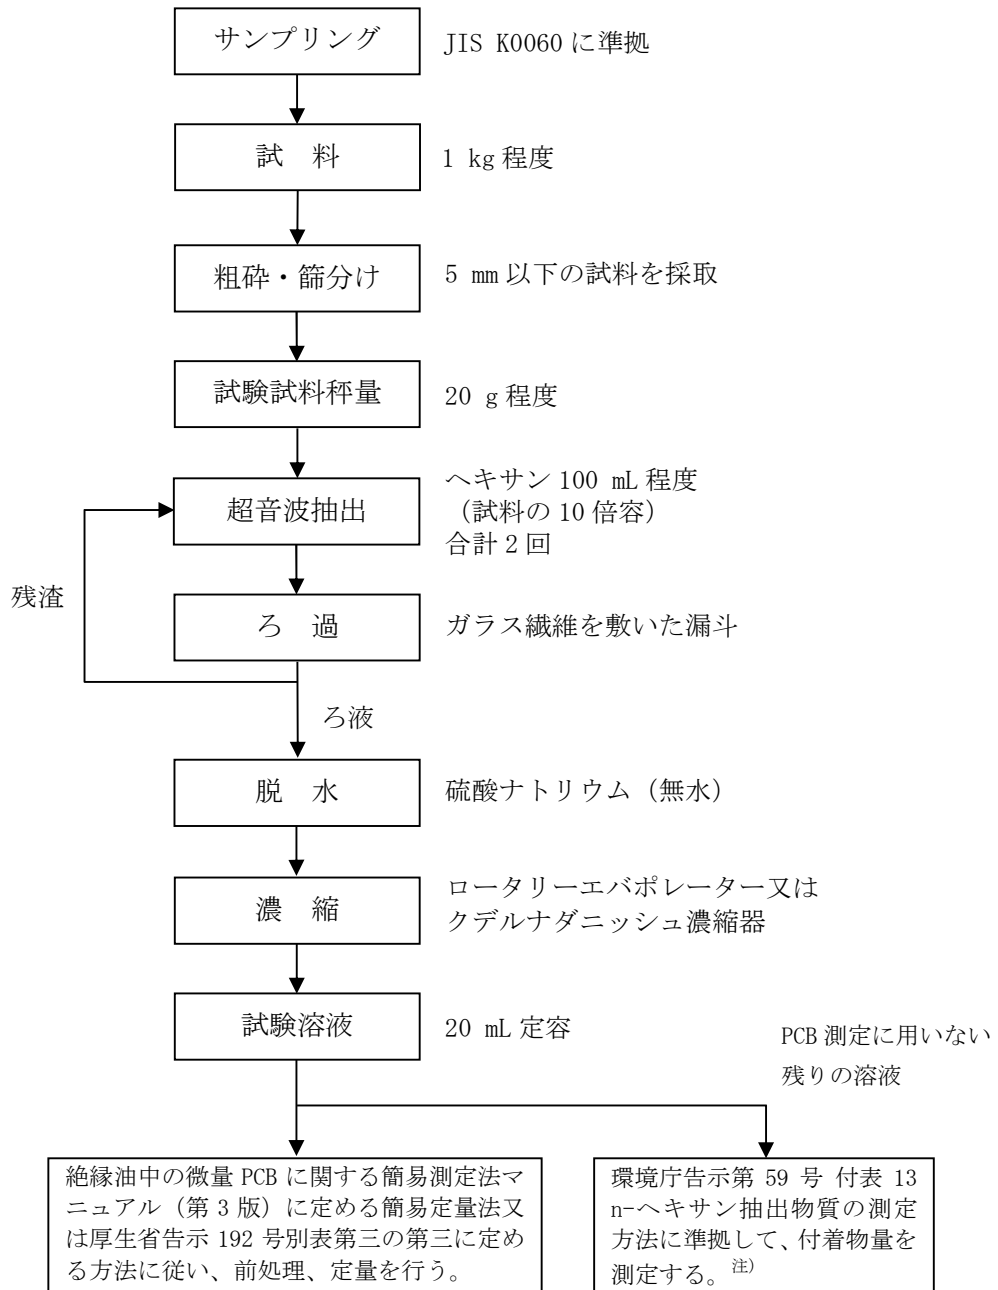 サンプリング
JIS K0060 に準拠
試　料
1 kg 程度
粗砕・篩分け
5 mm 以下の試料を採取
試験試料秤量
20 g 程度
超音波抽出
ヘキサン 100 mL 程度
（試料の 10 倍容）
合計 2 回
残渣
ろ　過
ガラス繊維を敷いた漏斗
ろ液
脱　水
硫酸ナトリウム（無水）
濃　縮
ロータリーエバポレーター又は
クデルナダニッシュ濃縮器
試験溶液
20 mL 定容
PCB 測定に用いない
残りの溶液
絶縁油中の微量 PCB に関する簡易測定法マ
ニュアル（第 3 版）に定める簡易定量法又
は厚生省告示 192 号別表第三の第三に定め
る方法に従い、前処理、定量を行う。
環境庁告示第 59 号 付表 13
n-ヘキサン抽出物質の測定
方法に準拠して、付着物量を
測定する。注）